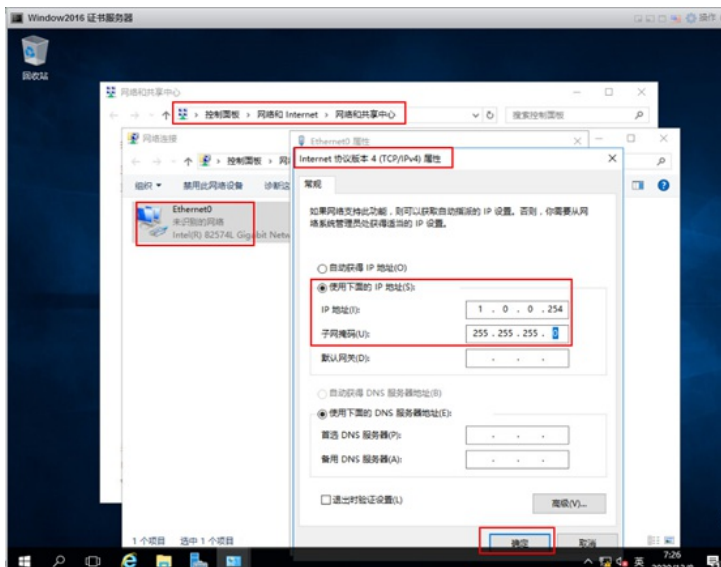 Window2016 证书服务器
操作
回收站
网络和共享中心
控制面板 › 网络和 Internet › 网络和共享中心
搜索控制面板
网络连接
控制面板 ›
组织
禁用此网络设备
Ethernet0
未识别的网络
Intel(R) 82574L Gigabit Netw
Ethernet0 属性
Internet 协议版本 4 (TCP/IPv4) 属性
常规
如果网络支持此功能，则可以获取自动指派的 IP 设置。否则，你需要从网
络系统管理员处获得适当的 IP 设置。
自动获得 IP 地址(O)
使用下面的 IP 地址(S):
IP 地址(I):
1 . 0 . 0 .254
子网掩码(U):
255 . 255 . 255 . 0
默认网关(D):
自动获得 DNS 服务器地址(B)
使用下面的 DNS 服务器地址(E):
首选 DNS 服务器(P):
备用 DNS 服务器(A):
退出时验证设置(L)
高级(V)...
1 个项目
选中 1 个项目
确定
取消
英
7:26